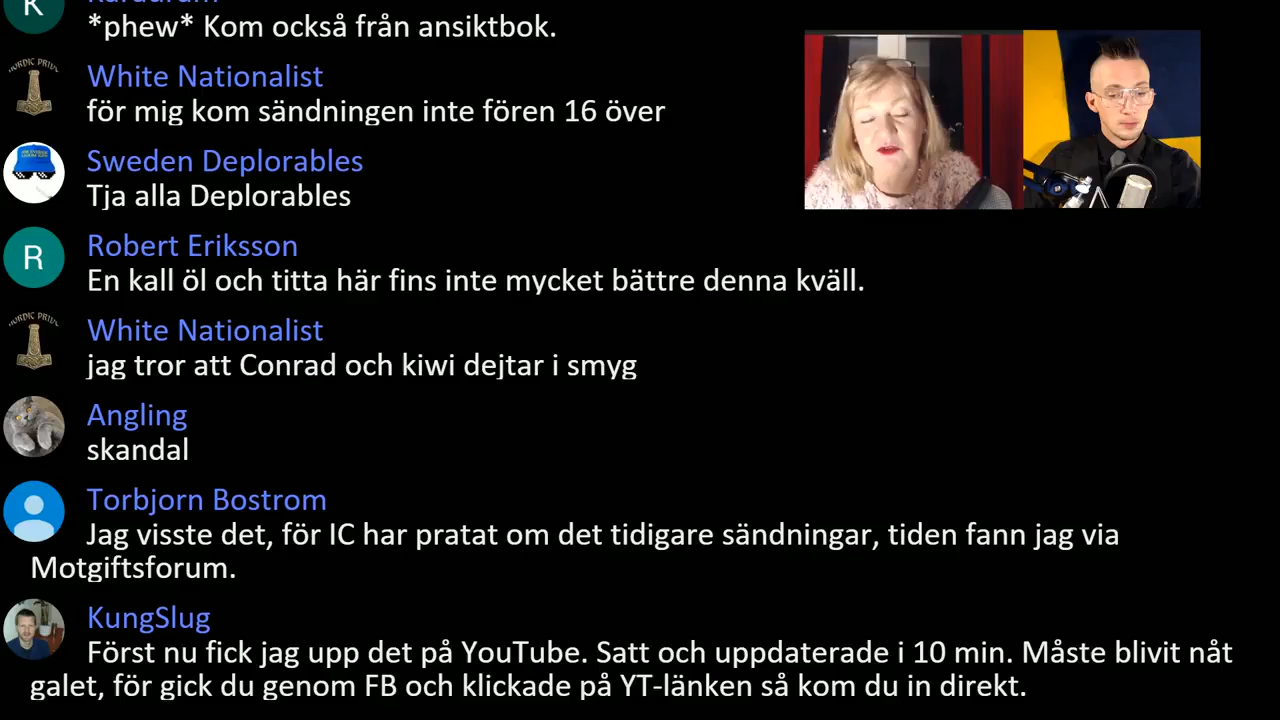 K
*phew* Kom också från ansiktbok.
White Nationalist
för mig kom sändningen inte fören 16 över
Sweden Deplorables
Tja alla Deplorables
R
Robert Eriksson
En kall öl och titta här fins inte mycket bättre denna kväll.
White Nationalist
jag tror att Conrad och kiwi dejtar i smyg
Angling
skandal
Torbjorn Bostrom
Jag visste det, för IC har pratat om det tidigare sändningar, tiden fann jag via
Motgiftsforum.
KungSlug
Först nu fick jag upp det på YouTube. Satt och uppdaterade i 10 min. Måste blivit nåt
galet, för gick du genom FB och klickade på YT-länken så kom du in direkt.